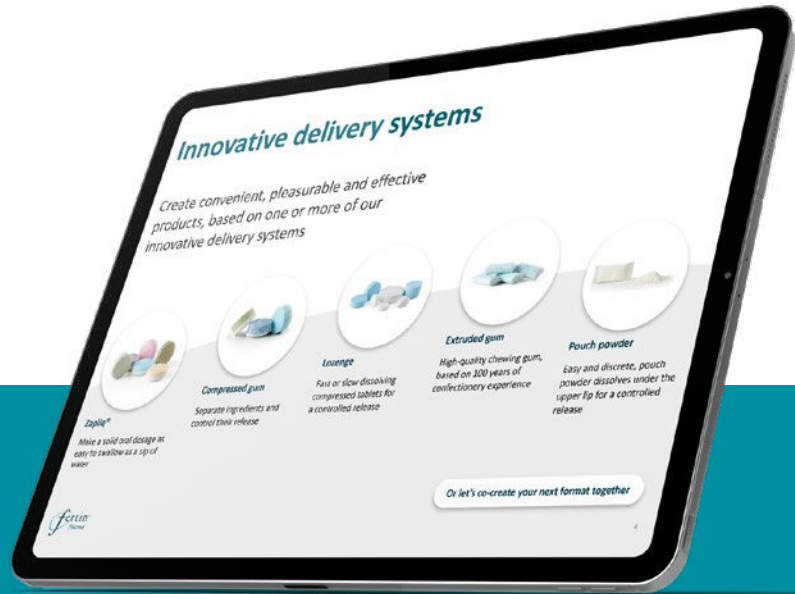 Innovative delivery systems
Create convenient, pleasurable and effective
products, based on one or more of our
innovative delivery systems
Zapliq®
Make a solid oral dosage as
easy to swallow as a sip of
water
Compressed gum
Separate ingredients and
control their release
Lozenge
Fast or slow dissolving
compressed tablets for
a controlled release
Extruded gum
High-quality chewing gum,
based on 100 years of
confectionery experience
Pouch powder
Easy and discrete, pouch
powder dissolves under the
upper lip for a controlled
release
Or let's co-create your next format together
fertin
Pharma
4